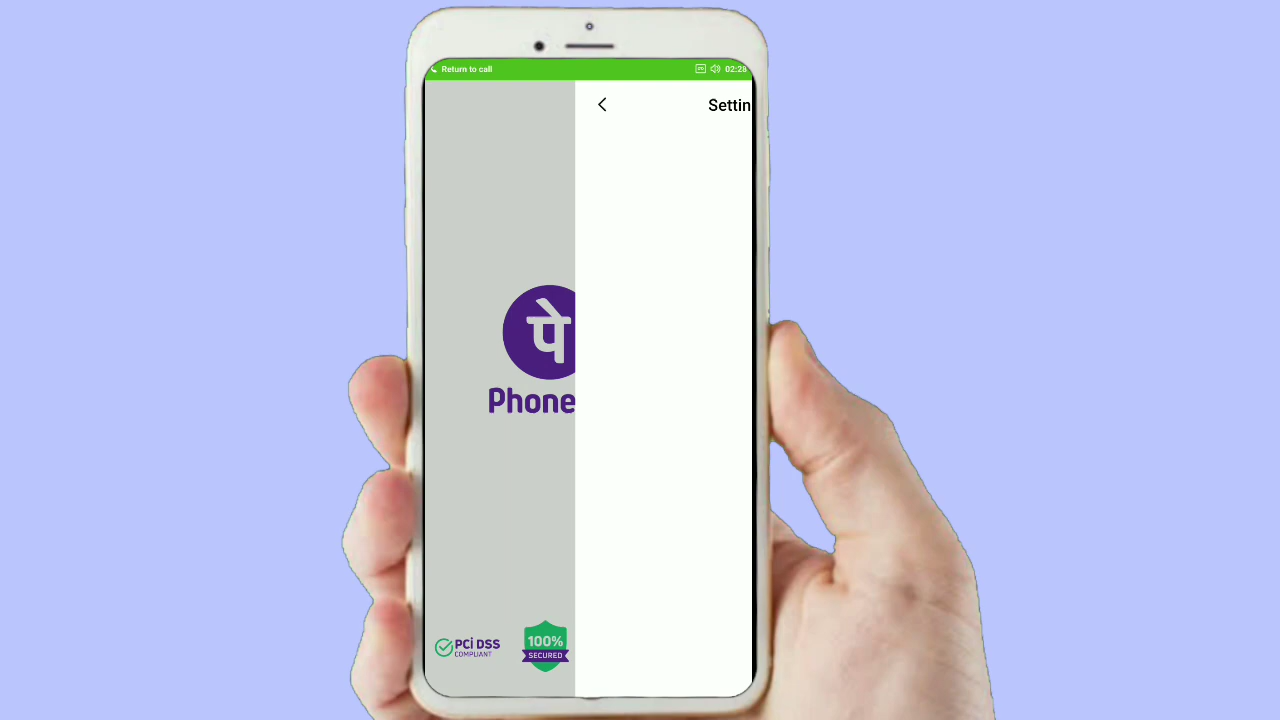 Return to call
02:28
Settin
पे
Phone
PCi DSS
COMPLIANT
100%
SECURED